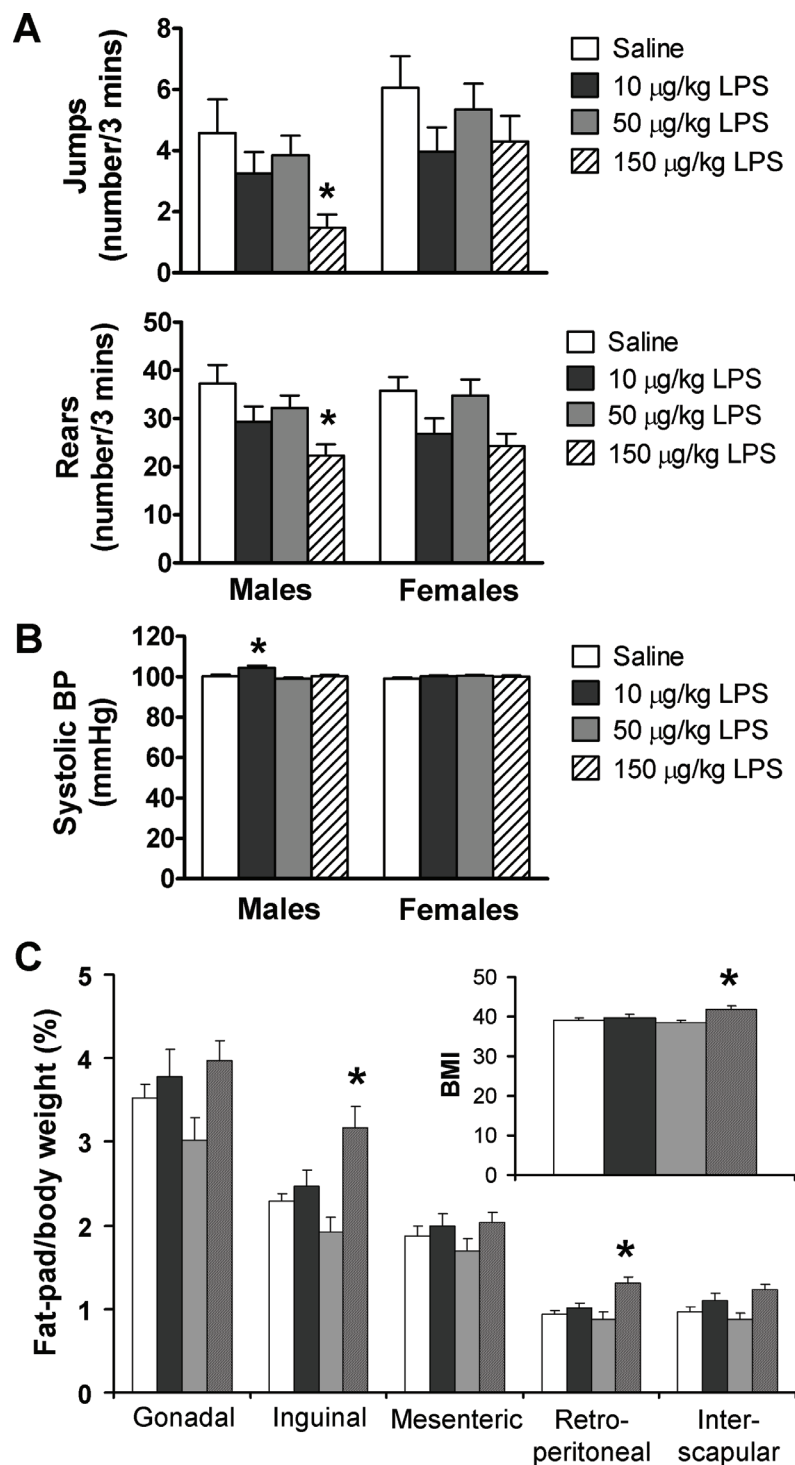 A
Jumps
(number/3 mins)
8
6
4
2
0
*
Saline
10 μg/kg LPS
50 μg/kg LPS
150 μg/kg LPS
Rears
(number/3 mins)
50
40
30
20
10
0
*
Males
Females
Saline
10 μg/kg LPS
50 μg/kg LPS
150 μg/kg LPS
B
Systolic BP
(mmHg)
120
100
80
60
40
20
0
*
Males
Females
Saline
10 μg/kg LPS
50 μg/kg LPS
150 μg/kg LPS
C
Fat-pad/body weight (%)
5
4
3
2
1
0
*
*
Gonadal
Inguinal
Mesenteric
Retro-
peritoneal
Inter-
scapular
BMI
50
40
30
20
10
0
*